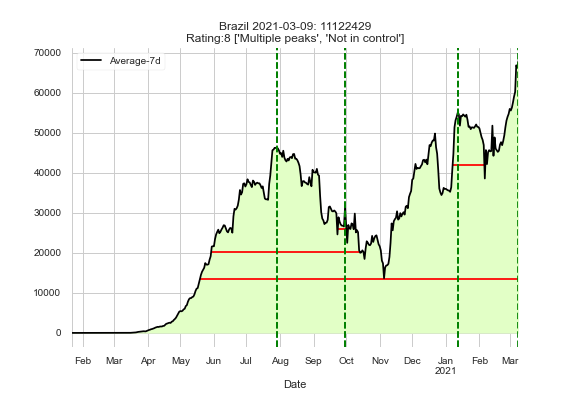 Brazil 2021-03-09: 11122429
Rating:8 ['Multiple peaks', 'Not in control']
Average-7d
70000
60000
50000
40000
30000
20000
10000
0
Feb Mar Apr May Jun Jul Aug Sep Oct Nov Dec Jan Feb Mar
2021
Date